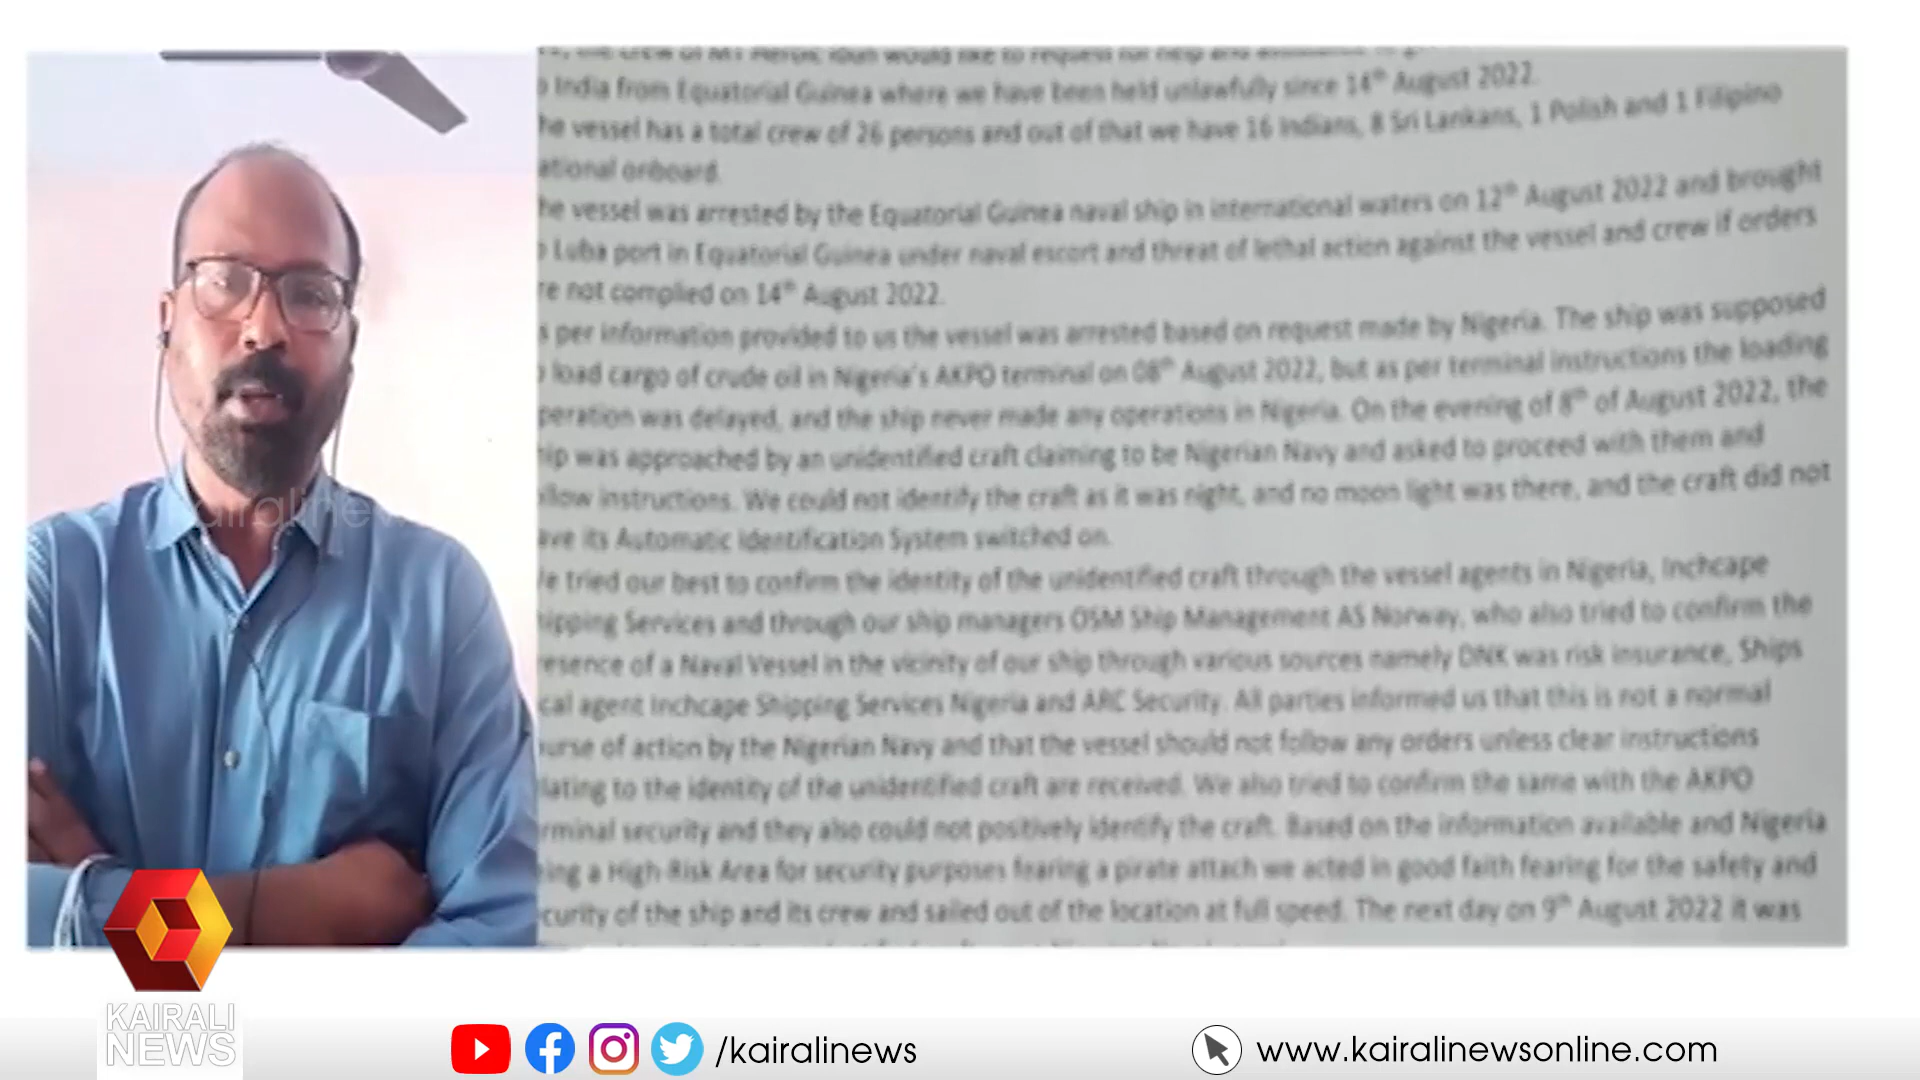 , the crew of MT Heroic Idun would like to request for help and assistance to
o India from Equatorial Guinea where we have been held unlawfully since 14th August 2022.
he vessel has a total crew of 26 persons and out of that we have 16 Indians, 8 Sri Lankans, 1 Polish and 1 Filipino
ational onboard.
he vessel was arrested by the Equatorial Guinea naval ship in international waters on 12th August 2022 and brought
o Luba port in Equatorial Guinea under naval escort and threat of lethal action against the vessel and crew if orders
re not complied on 14th August 2022.
s per information provided to us the vessel was arrested based on request made by Nigeria. The ship was supposed
o load cargo of crude oil in Nigeria's AKPO terminal on 08th August 2022, but as per terminal instructions the loading
peration was delayed, and the ship never made any operations in Nigeria. On the evening of 8th of August 2022, the
hip was approached by an unidentified craft claiming to be Nigerian Navy and asked to proceed with them and
ollow instructions. We could not identify the craft as it was night, and no moon light was there, and the craft did not
ave its Automatic Identification System switched on.
e tried our best to confirm the identity of the unidentified craft through the vessel agents in Nigeria, Inchcape
hipping Services and through our ship managers OSM Ship Management AS Norway, who also tried to confirm the
resence of a Naval Vessel in the vicinity of our ship through various sources namely DNK was risk insurance, Ships
cal agent Inchcape Shipping Services Nigeria and ARC Security. All parties informed us that this is not a normal
ourse of action by the Nigerian Navy and that the vessel should not follow any orders unless clear instructions
lating to the identity of the unidentified craft are received. We also tried to confirm the same with the AKPO
rminal security and they also could not positively identify the craft. Based on the information available and Nigeria
ing a High-Risk Area for security purposes fearing a pirate attach we acted in good faith fearing for the safety and
curity of the ship and its crew and sailed out of the location at full speed. The next day on 9th August 2022 it was
kairalinews
KAIRALI
NEWS
/kairalinews
www.kairalinewsonline.com